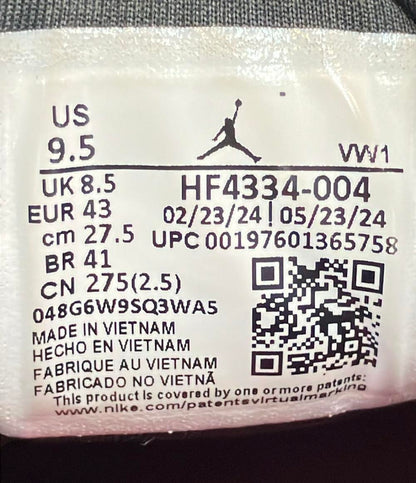 US
9.5
VW1
UK 8.5
HF4334-004
EUR 43
02/23/24 | 05/23/24
cm 27.5
UPC 00197601365758
BR 41
CN 275(2.5)
048G6W9SQ3WA5
MADE IN VIETNAM
HECHO EN VIETNAM
FABRIQUE AU VIETNAM
FABRICADO NO VIETNÃ
This product is covered by one or more patents:
www.nike.com/patentsvirtualmarking